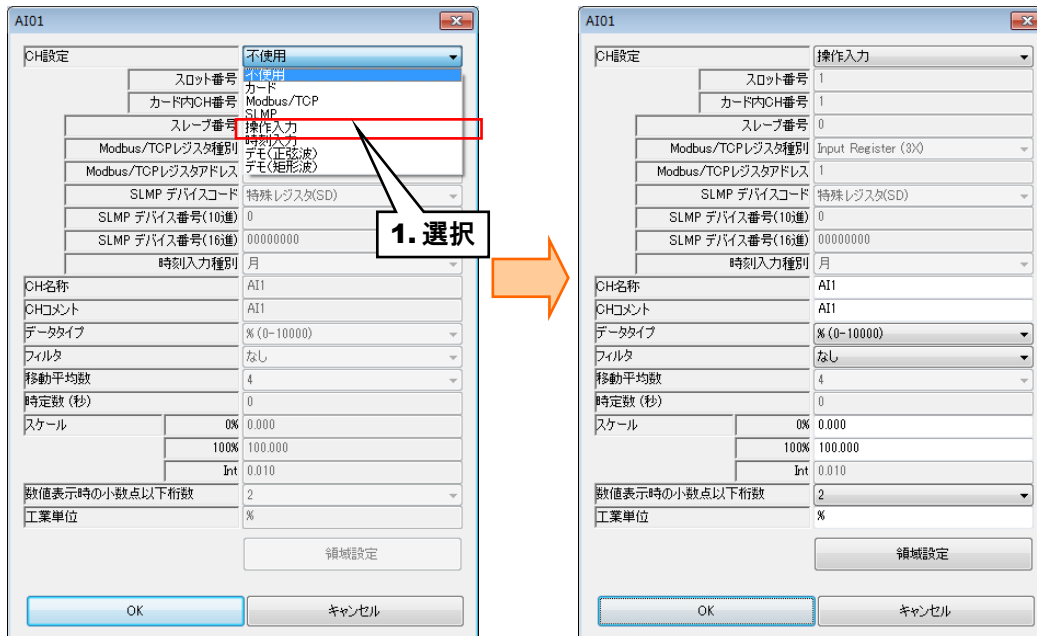 AI01
CH設定
不使用
不使用
カード
Modbus/TCP
SLMP
操作入力
時刻入力
デモ(正弦波)
デモ(矩形波)
スロット番号
カード内CH番号
スレーブ番号
Modbus/TCPレジスタ種別
Modbus/TCPレジスタアドレス
SLMP デバイスコード 特殊レジスタ(SD)
SLMP デバイス番号(10進) 0
SLMP デバイス番号(16進) 00000000
時刻入力種別 月
CH名称 AI1
CHコメント AI1
データタイプ % (0-10000)
フィルタ なし
移動平均数 4
時定数 (秒) 0
スケール 0% 0.000
100% 100.000
Int 0.010
数値表示時の小数点以下桁数 2
工業単位 %
領域設定
OK キャンセル
1. 選択
AI01
CH設定 操作入力
スロット番号 1
カード内CH番号 1
スレーブ番号 0
Modbus/TCPレジスタ種別 Input Register (3X)
Modbus/TCPレジスタアドレス 1
SLMP デバイスコード 特殊レジスタ(SD)
SLMP デバイス番号(10進) 0
SLMP デバイス番号(16進) 00000000
時刻入力種別 月
CH名称 AI1
CHコメント AI1
データタイプ % (0-10000)
フィルタ なし
移動平均数 4
時定数 (秒) 0
スケール 0% 0.000
100% 100.000
Int 0.010
数値表示時の小数点以下桁数 2
工業単位 %
領域設定
OK キャンセル